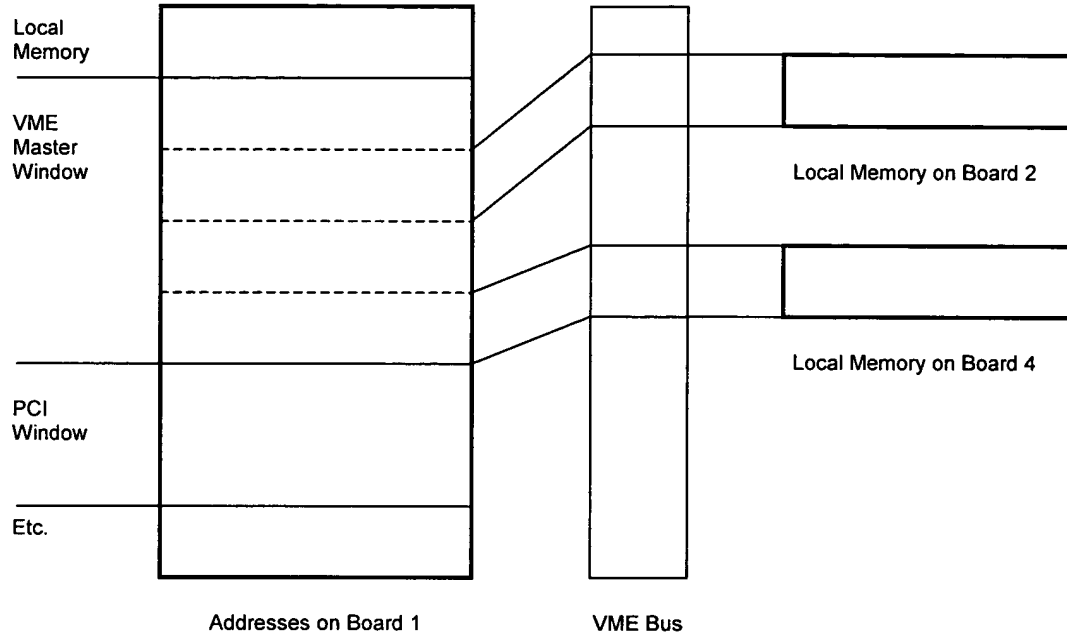 Local
Memory
VME
Master
Window
Local Memory on Board 2
Local Memory on Board 4
PCI
Window
Etc.
Addresses on Board 1
VME Bus